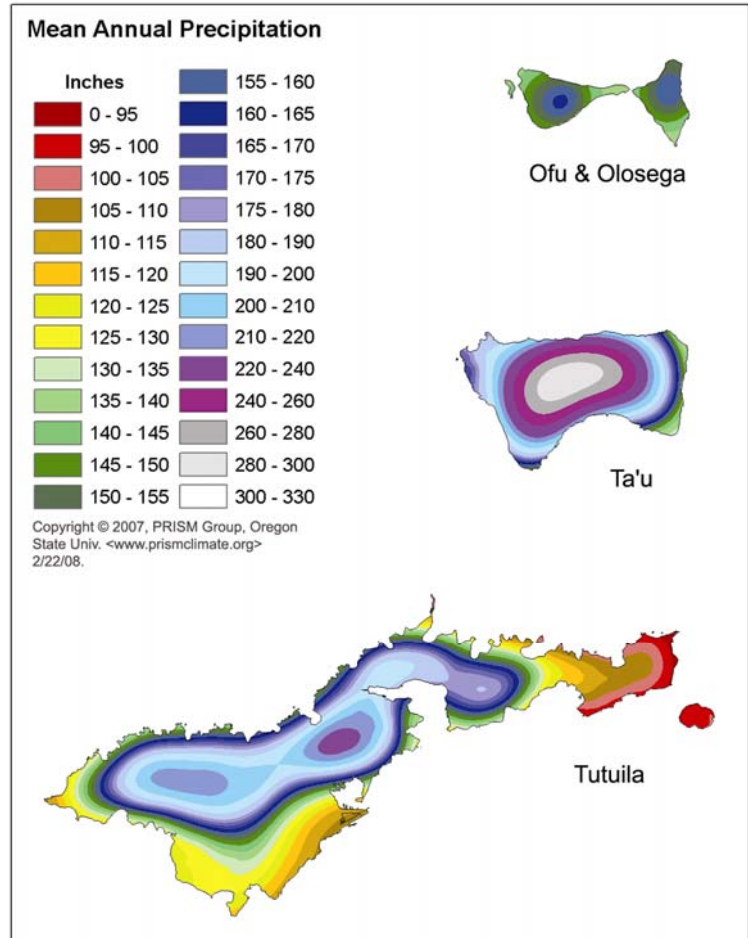 Mean Annual Precipitation
Inches
0 - 95
95 - 100
100 - 105
105 - 110
110 - 115
115 - 120
120 - 125
125 - 130
130 - 135
135 - 140
140 - 145
145 - 150
150 - 155
155 - 160
160 - 165
165 - 170
170 - 175
175 - 180
180 - 190
190 - 200
200 - 210
210 - 220
220 - 240
240 - 260
260 - 280
280 - 300
300 - 330
Copyright © 2007, PRISM Group, Oregon
State Univ. <www.prismclimate.org>
2/22/08.
Ofu & Olosega
Ta'u
Tutuila